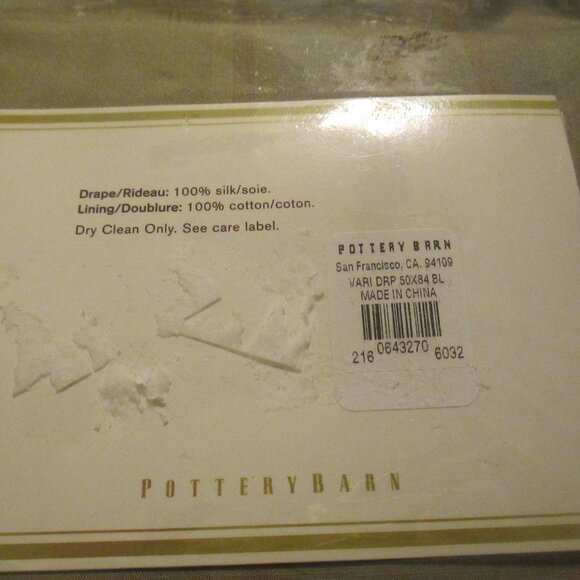 Drape/Rideau: 100% silk/soie.
Lining/Doublure: 100% cotton/coton.
Dry Clean Only. See care label.
POTTERY BARN
San Francisco, CA. 94109
VARI DRP 50X84 BL
MADE IN CHINA
216 0643270 6032
POTTERYBARN